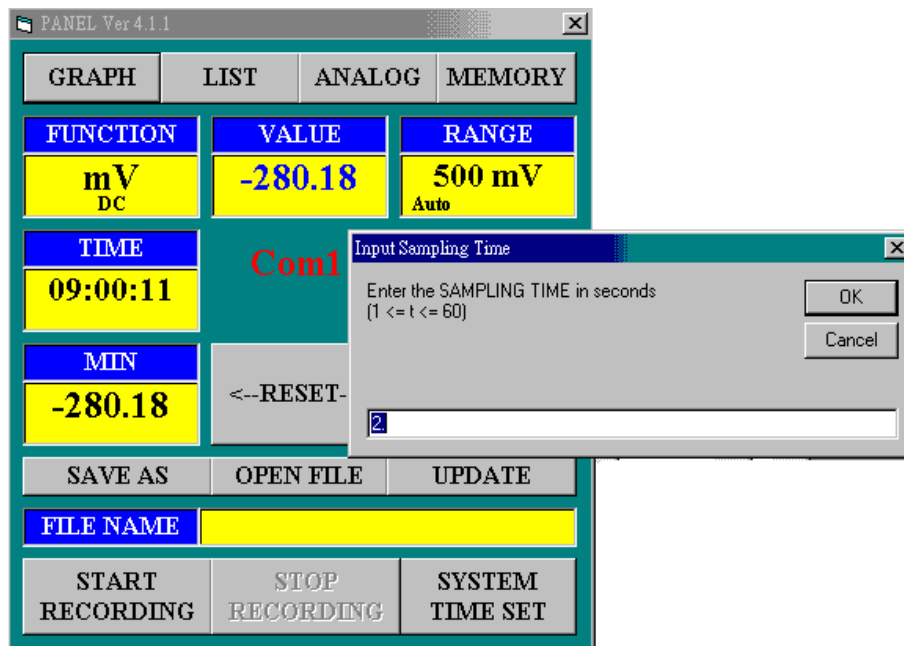 PANEL Ver 4.1.1
GRAPH LIST ANALOG MEMORY
FUNCTION VALUE RANGE
mV -280.18 500 mV
DC Auto
TIME
09:00:11
Com1
Input Sampling Time
Enter the SAMPLING TIME in seconds
(1 <= t <= 60)
OK
Cancel
2.
MIN
-280.18
<--RESET-
SAVE AS OPEN FILE UPDATE
FILE NAME
START RECORDING
STOP RECORDING
SYSTEM TIME SET